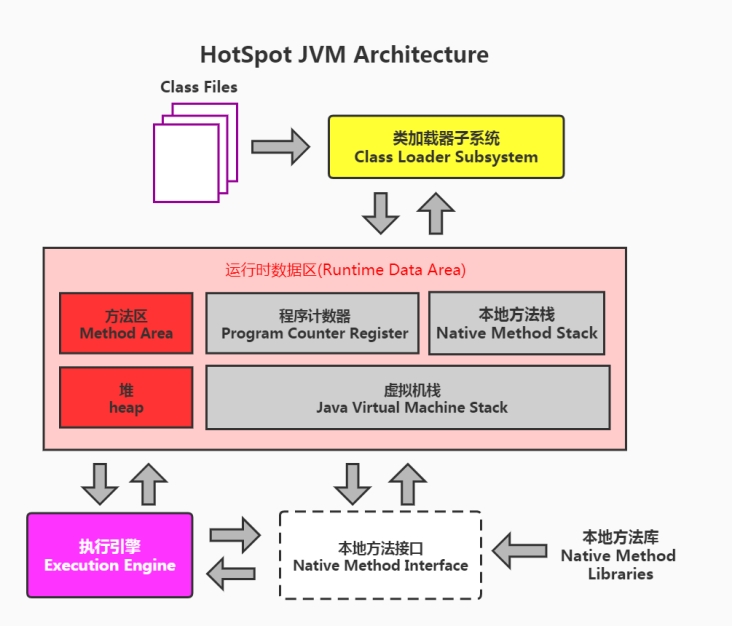 HotSpot JVM Architecture
Class Files
类加载器子系统
Class Loader Subsystem
运行时数据区(Runtime Data Area)
方法区
Method Area
程序计数器
Program Counter Register
本地方法栈
Native Method Stack
堆
heap
虚拟机栈
Java Virtual Machine Stack
执行引擎
Execution Engine
本地方法接口
Native Method Interface
本地方法库
Native Method
Libraries